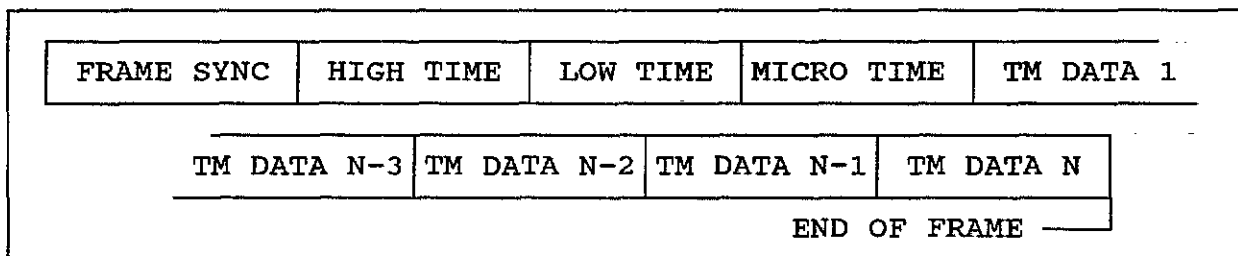 FRAME SYNC HIGH TIME LOW TIME MICRO TIME TM DATA 1
TM DATA N-3 TM DATA N-2 TM DATA N-1 TM DATA N
END OF FRAME